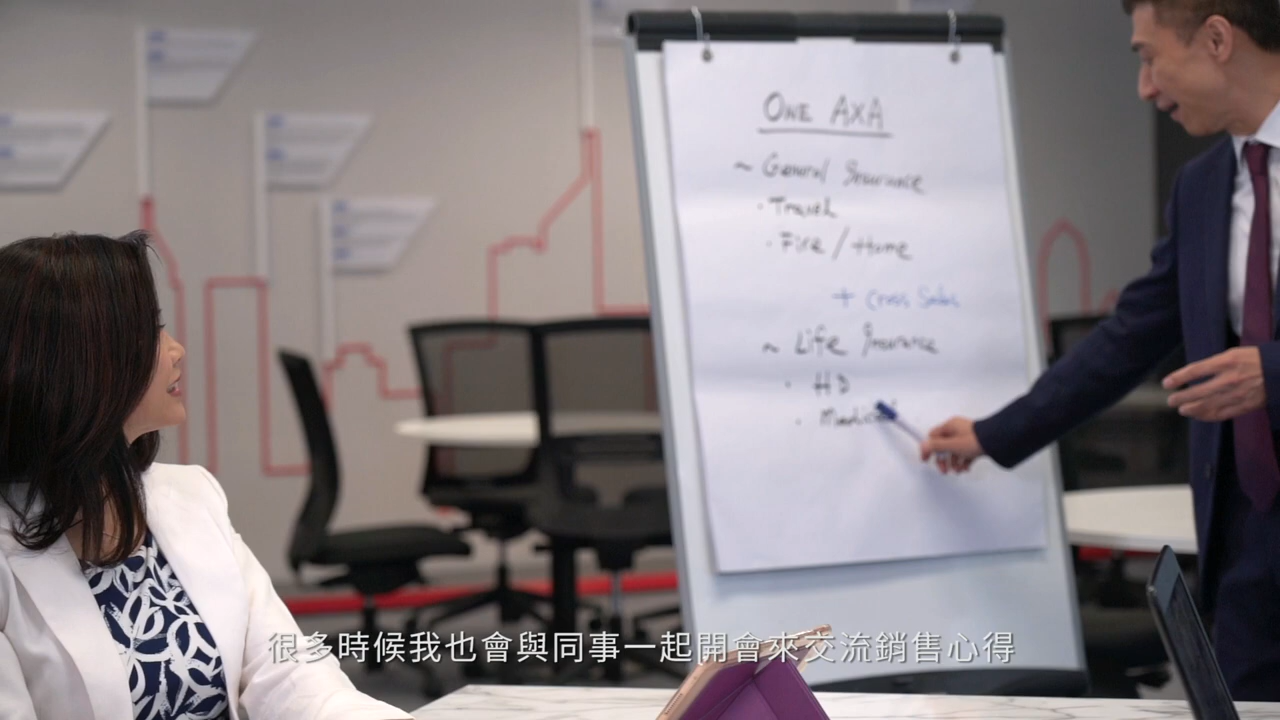 ONE AXA
~ General Insurance
· Travel
· Fire / Home
+ Cross Sales
~ Life Insurance
· HD
· Medical
很多時候我也會與同事一起開會來交流銷售心得